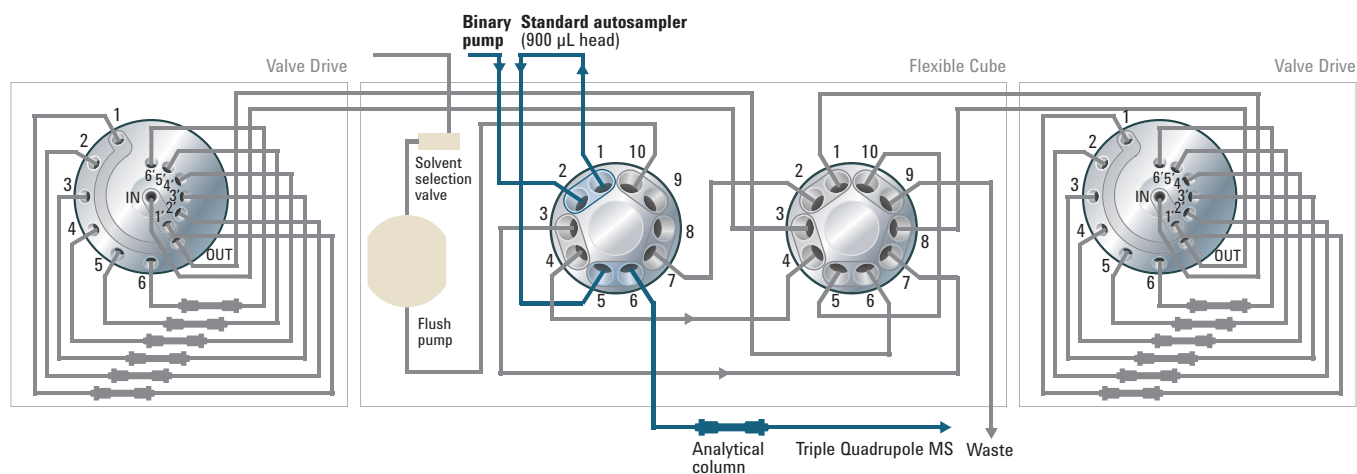 Binary
pump
Standard autosampler
(900 µL head)
Valve Drive
Flexible Cube
Valve Drive
1
2
3
4
5
6
6'
5'
4'
3'
2'
1'
IN
OUT
Solvent
selection
valve
Flush
pump
1
2
3
4
5
6
7
8
9
10
1
2
3
4
5
6
7
8
9
10
1
2
3
4
5
6
6'
5'
4'
3'
2'
1'
IN
OUT
Analytical
column
Triple Quadrupole MS
Waste